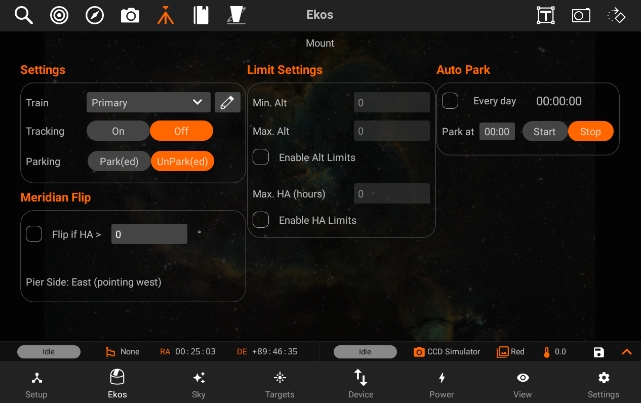 Ekos
T
Mount
Settings
Train Primary
Tracking On Off
Parking Park(ed) UnPark(ed)
Meridian Flip
Flip if HA > 0 °
Pier Side: East (pointing west)
Limit Settings
Min. Alt 0
Max. Alt 0
Enable Alt Limits
Max. HA (hours) 0
Enable HA Limits
Auto Park
Every day 00:00:00
Park at 00:00 Start Stop
Idle None RA 00:25:03 DE +89:46:35 Idle CCD Simulator Red 0.0
Setup Ekos Sky Targets Device Power View Settings